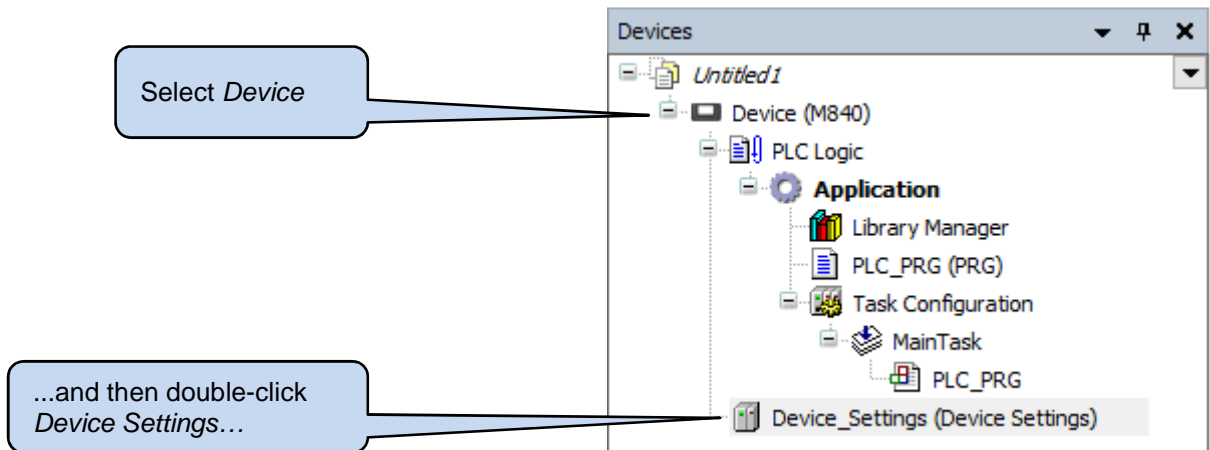 Devices
Untitled1
Select Device
Device (M840)
PLC Logic
Application
Library Manager
PLC_PRG (PRG)
Task Configuration
MainTask
PLC_PRG
...and then double-click
Device Settings…
Device_Settings (Device Settings)